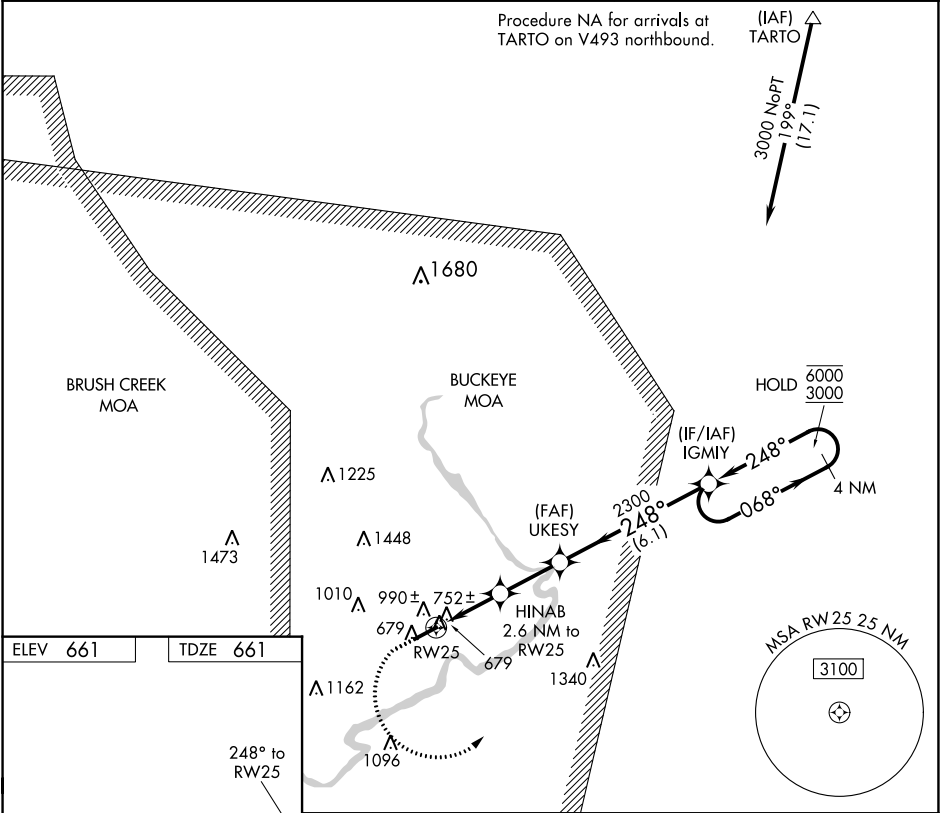 Procedure NA for arrivals at
TARTO on V493 northbound.
(IAF)
TARTO
3000 NoPT
199°
(17.1)
1680
BRUSH CREEK
MOA
BUCKEYE
MOA
HOLD 6000
3000
(IF/IAF)
IGMIY
248°
068°
4 NM
1225
2300
248°
(6.1)
(FAF)
UKESY
1473
1448
1010
990±
752±
HINAB
2.6 NM to
RW25
679
RW25
679
1340
ELEV 661
TDZE 661
MSA RW25 25 NM
3100
1162
1096
248° to
RW25